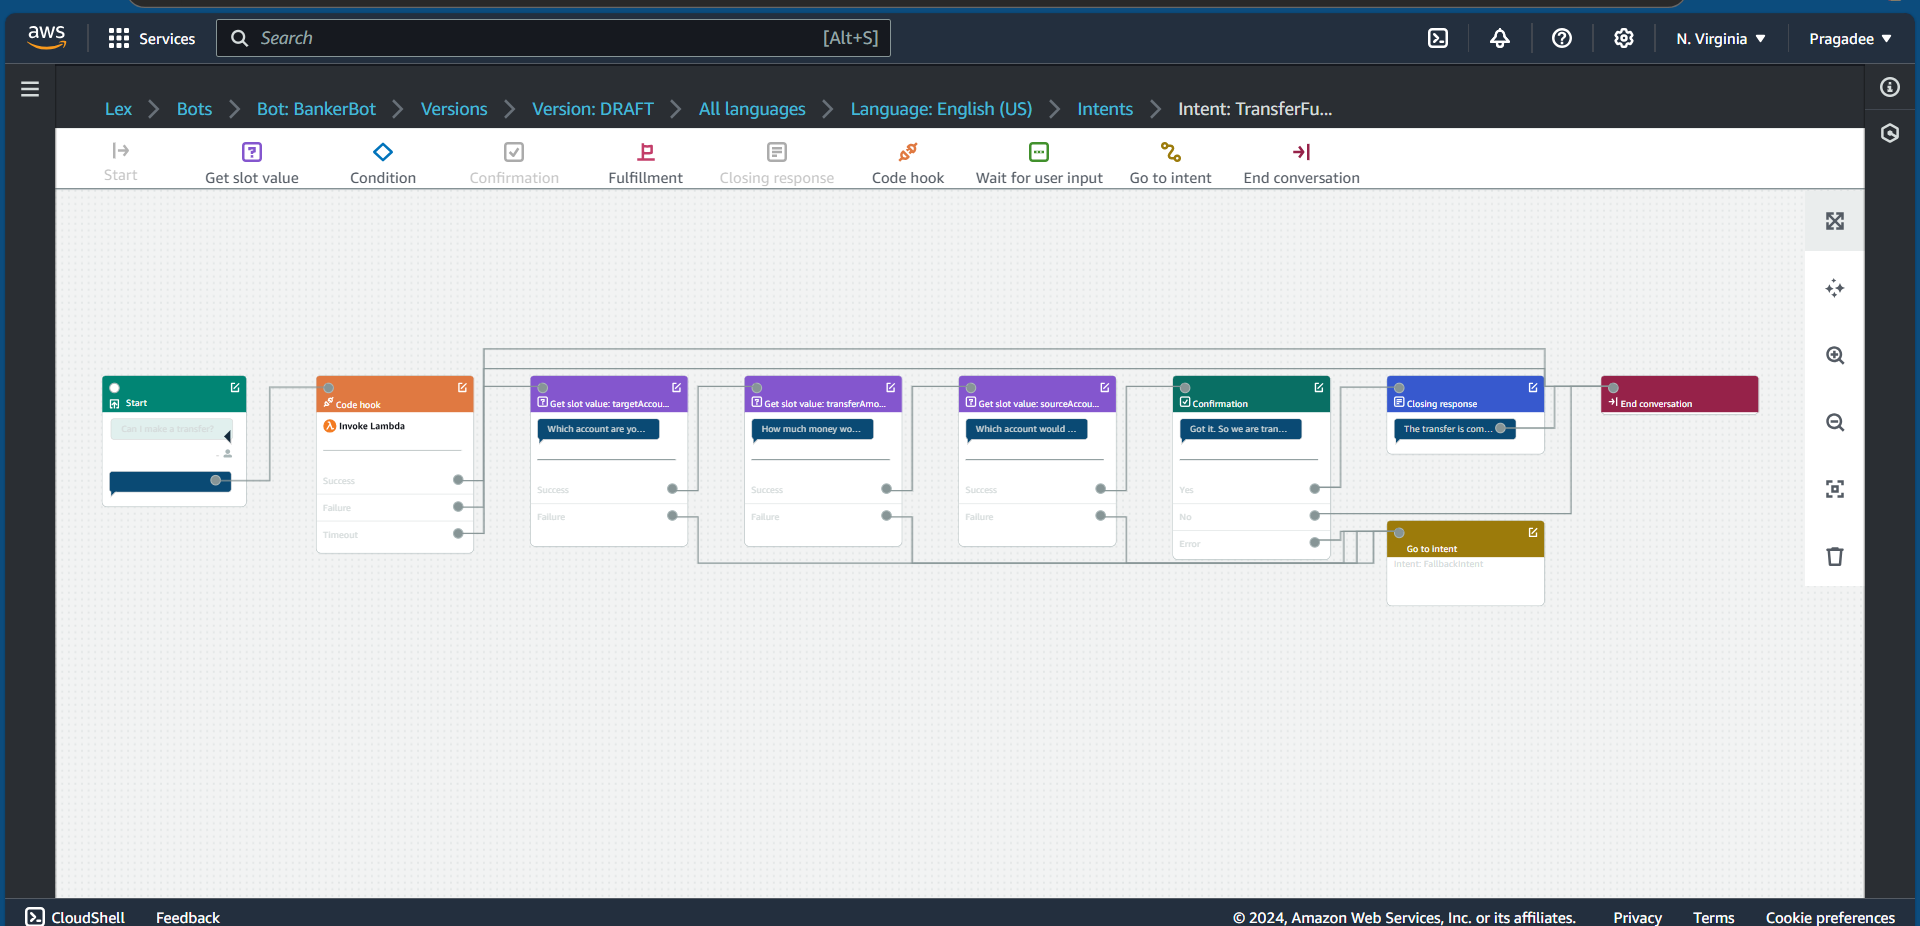 aws
Services
Search
[Alt+S]
N. Virginia
Pragadee
Lex
Bots
Bot: BankerBot
Versions
Version: DRAFT
All languages
Language: English (US)
Intents
Intent: TransferFu...
Start
Get slot value
Condition
Confirmation
Fulfillment
Closing response
Code hook
Wait for user input
Go to intent
End conversation
Start
Can I make a transfer?
Code hook
Invoke Lambda
Success
Failure
Timeout
Get slot value: targetAccou...
Which account are yo...
Success
Failure
Get slot value: transferAmo...
How much money wo...
Success
Failure
Get slot value: sourceAccou...
Which account would ...
Success
Failure
Confirmation
Got it. So we are tran...
Yes
No
Error
Closing response
The transfer is com...
Go to intent
Intent: FallbackIntent
End conversation
CloudShell
Feedback
© 2024, Amazon Web Services, Inc. or its affiliates.
Privacy
Terms
Cookie preferences